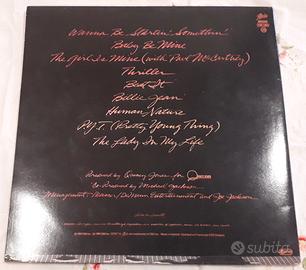 Wanna Be Startin' Somethin'
Baby Be Mine
The Girl Is Mine (with Paul McCartney)
Thriller
Beat It
Billie Jean
Human Nature
P.Y.T. (Pretty Young Thing)
The Lady In My Life
Produced by Quincy Jones for
Co-Produced by Michael Jackson
Management: Weisner/DeMann Entertainment and Joe Jackson
subito